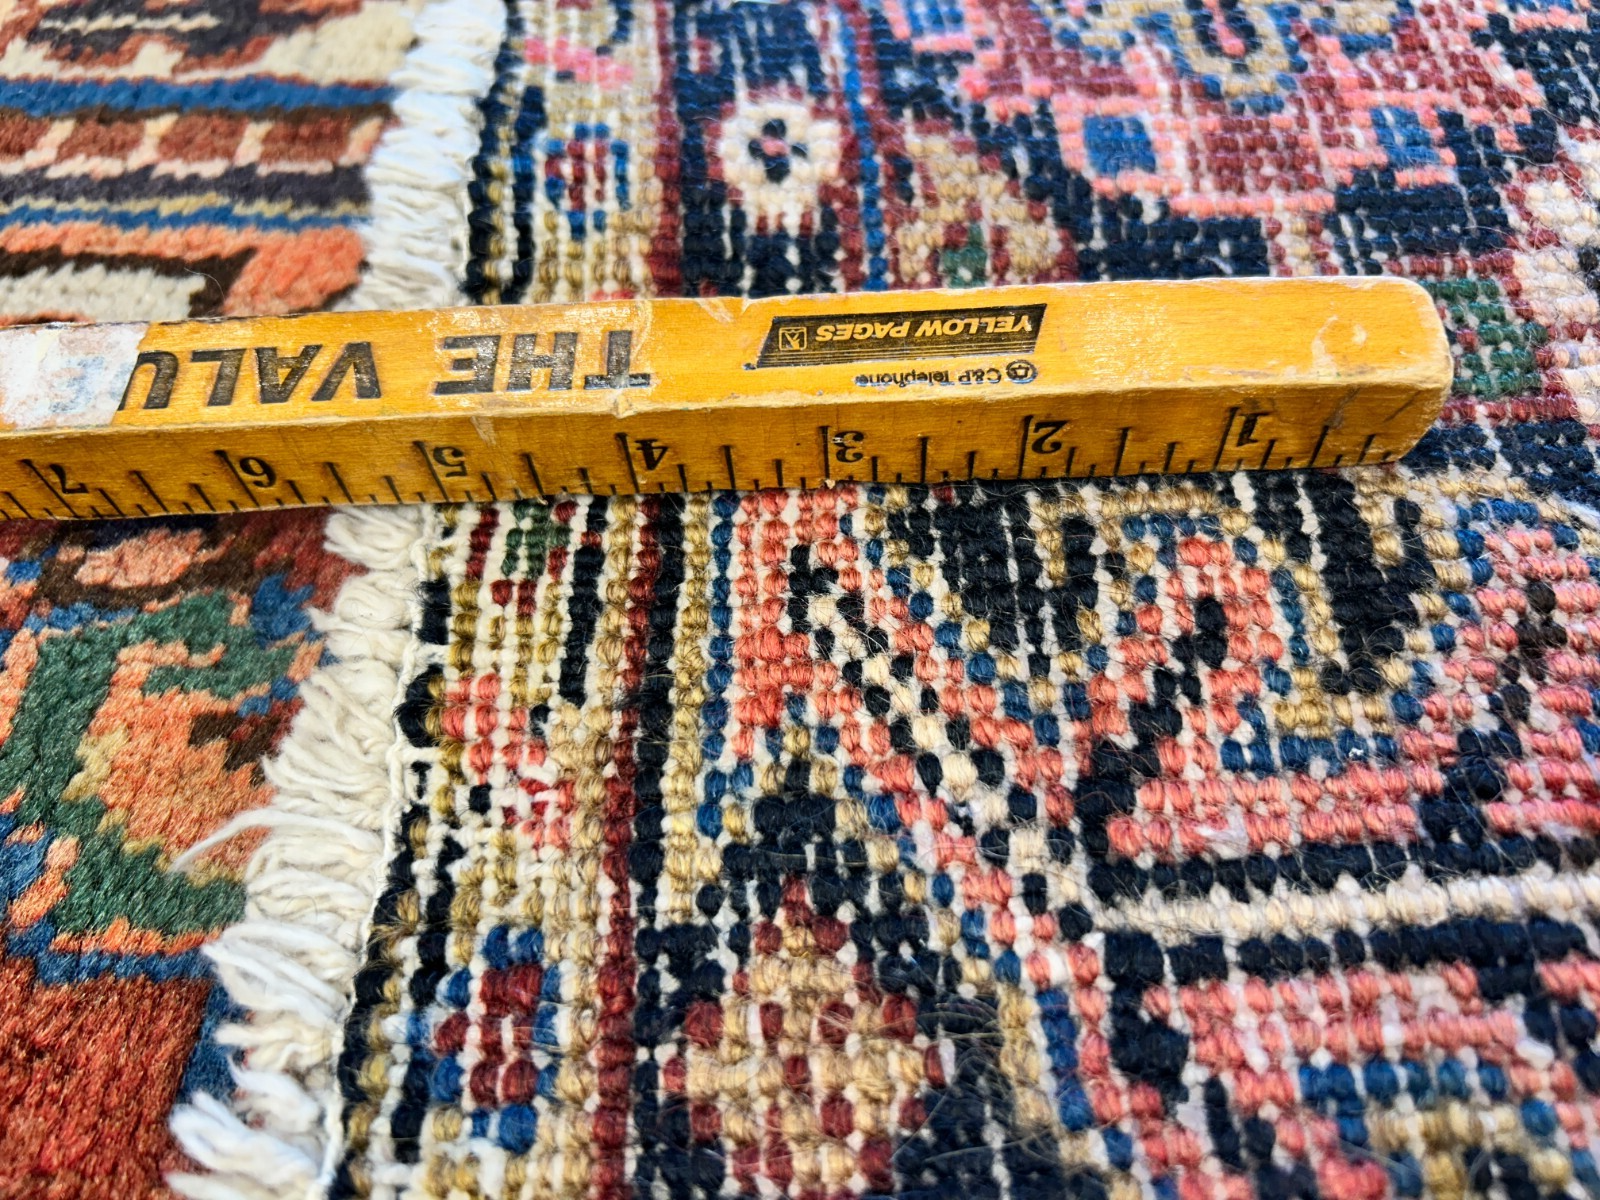 THE VALU
YELLOW PAGES
C&P Telephone
1 2 3 4 5 6 7